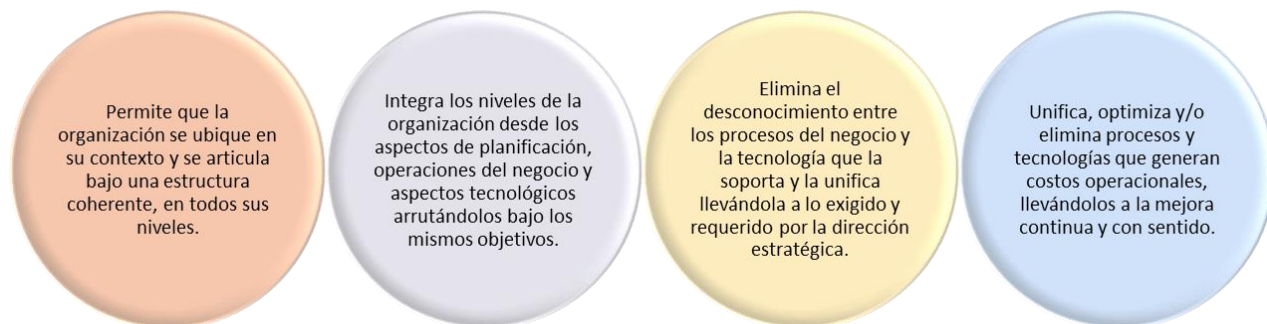 Permite que la
organización se ubique en
su contexto y se articula
bajo una estructura
coherente, en todos sus
niveles.
Integra los niveles de la
organización desde los
aspectos de planificación,
operaciones del negocio y
aspectos tecnológicos
arrutándolos bajo los
mismos objetivos.
Elimina el
desconocimiento entre
los procesos del negocio y
la tecnología que la
soporta y la unifica
llevándola a lo exigido y
requerido por la dirección
estratégica.
Unifica, optimiza y/o
elimina procesos y
tecnologías que generan
costos operacionales,
llevándolos a la mejora
continua y con sentido.